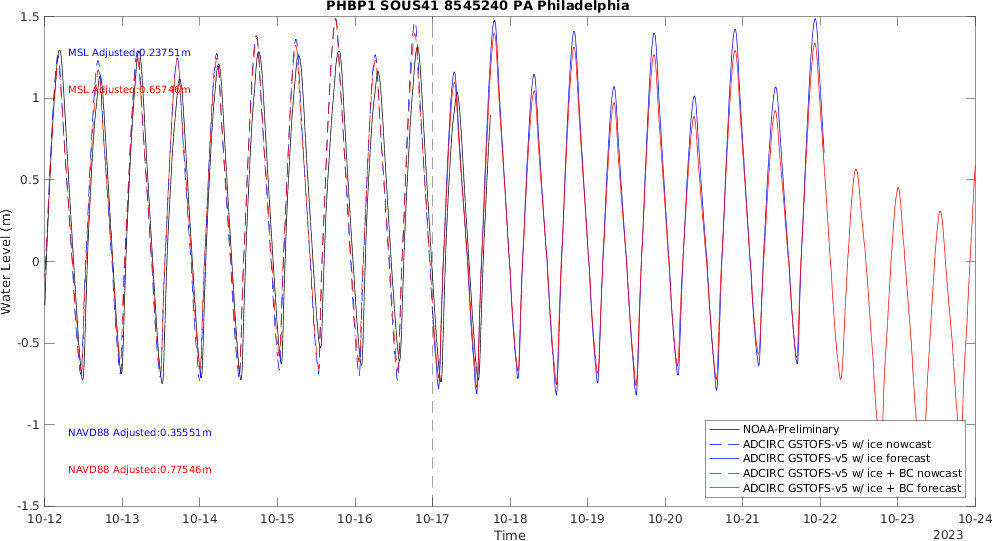 PHBP1 SOUS41 8545240 PA Philadelphia
1.5
1
0.5
0
-0.5
-1
-1.5
Water Level (m)
MSL Adjusted:0.23751m
MSL Adjusted:0.65746m
NAVD88 Adjusted:0.35551m
NAVD88 Adjusted:0.77546m
NOAA-Preliminary
ADCIRC GSTOFS-v5 w/ ice nowcast
ADCIRC GSTOFS-v5 w/ ice forecast
ADCIRC GSTOFS-v5 w/ ice + BC nowcast
ADCIRC GSTOFS-v5 w/ ice + BC forecast
10-12 10-13 10-14 10-15 10-16 10-17 10-18 10-19 10-20 10-21 10-22 10-23 10-24
Time
2023